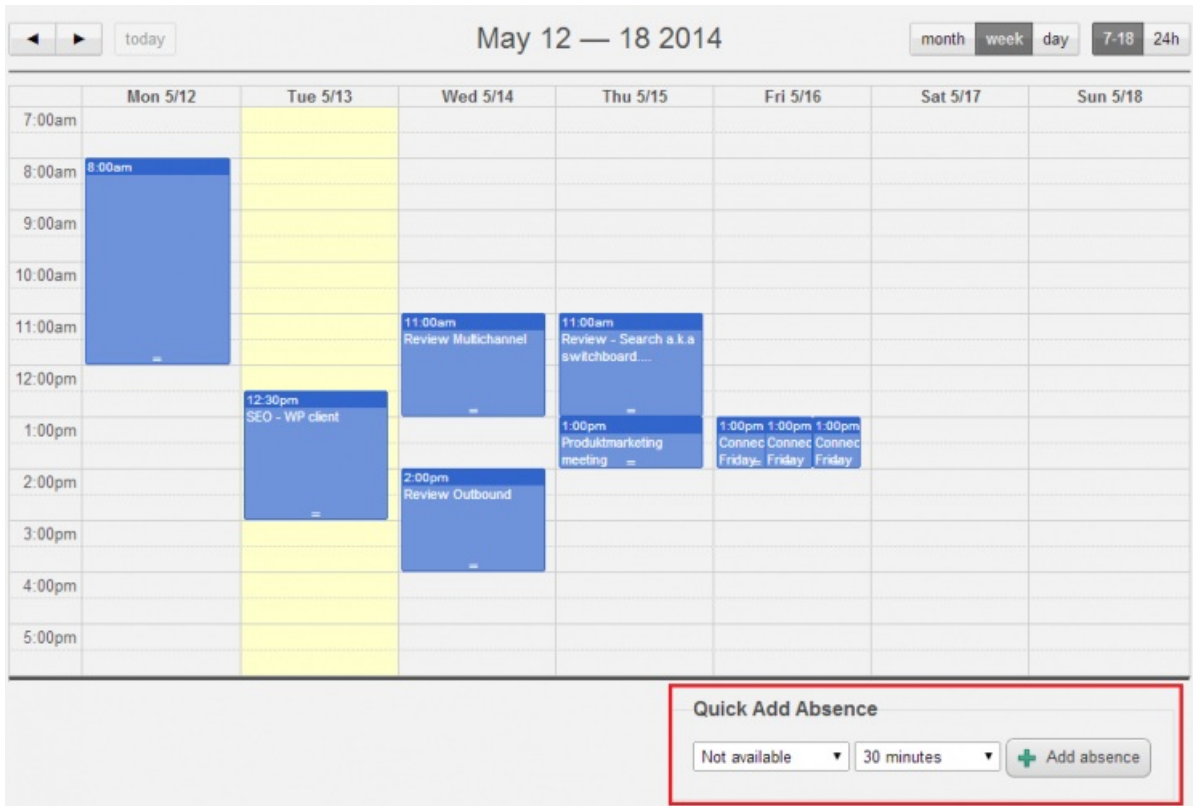 ◄ ► today May 12 — 18 2014 month week day 7-18 24h
Mon 5/12 Tue 5/13 Wed 5/14 Thu 5/15 Fri 5/16 Sat 5/17 Sun 5/18
7:00am
8:00am
8:00am
9:00am
10:00am
11:00am
11:00am
Review Multichannel
11:00am
Review - Search a.k.a
switchboard....
12:00pm
12:30pm
SEO - WP client
1:00pm
1:00pm
Produktmarketing
meeting
1:00pm 1:00pm 1:00pm
Connec Connec Connec
Friday Friday Friday
2:00pm
2:00pm
Review Outbound
3:00pm
4:00pm
5:00pm
Quick Add Absence
Not available 30 minutes Add absence